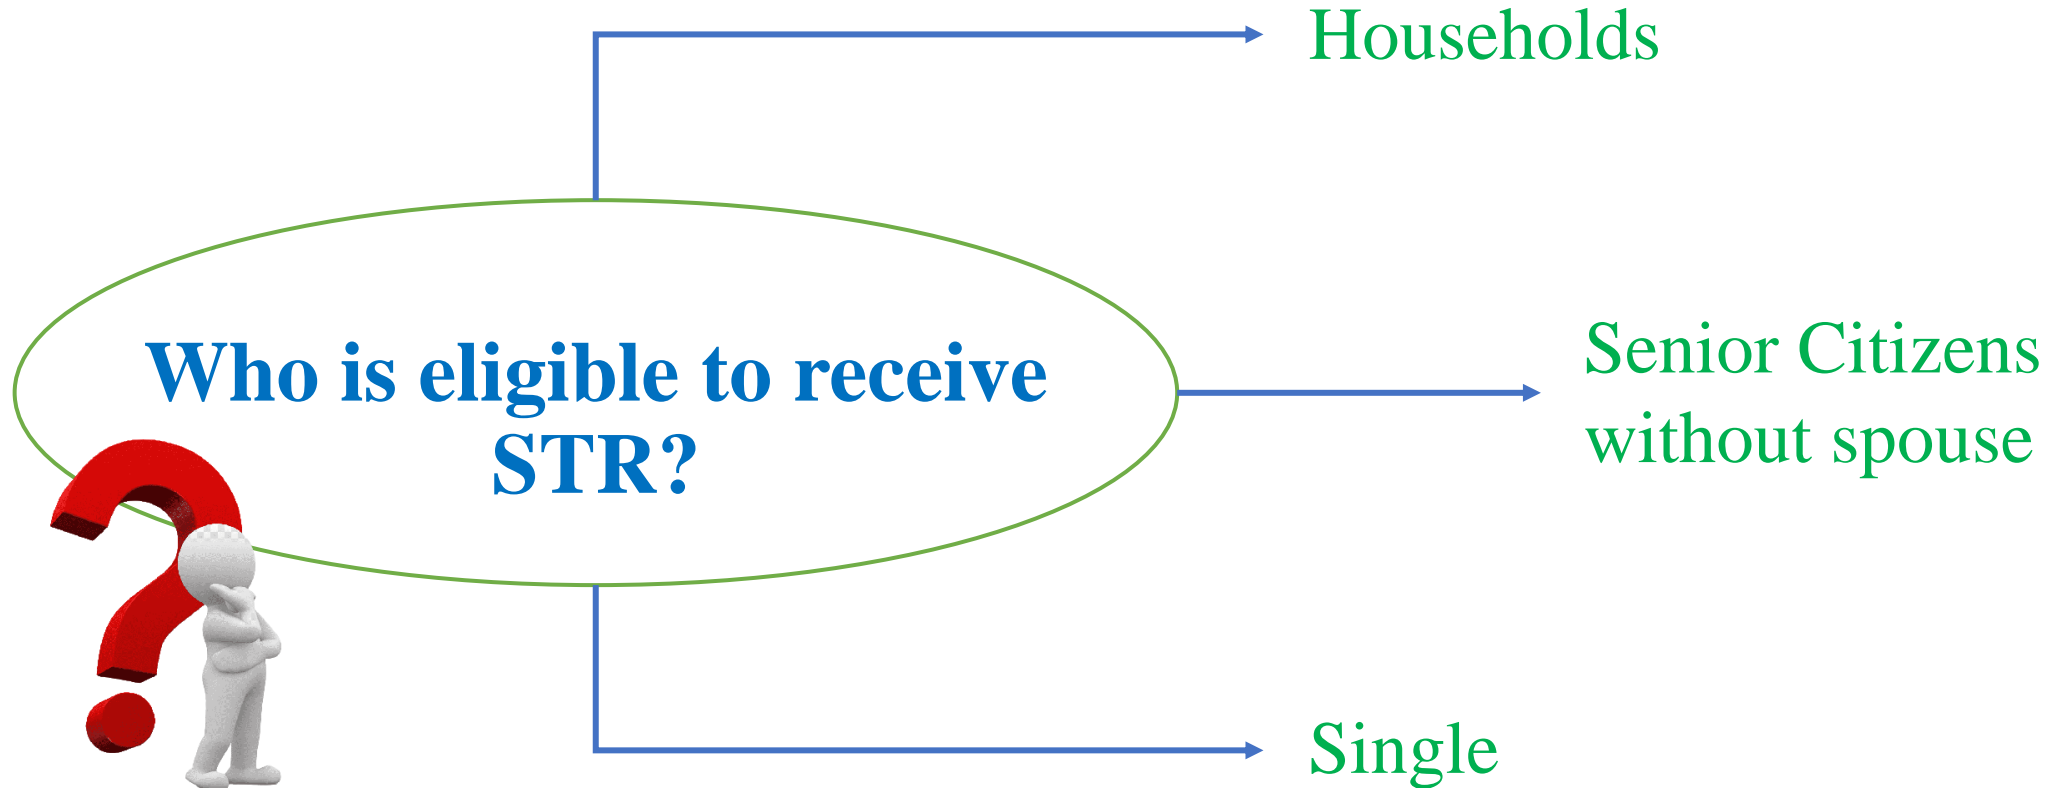 Households
Who is eligible to receive
STR?
Senior Citizens
without spouse
Single